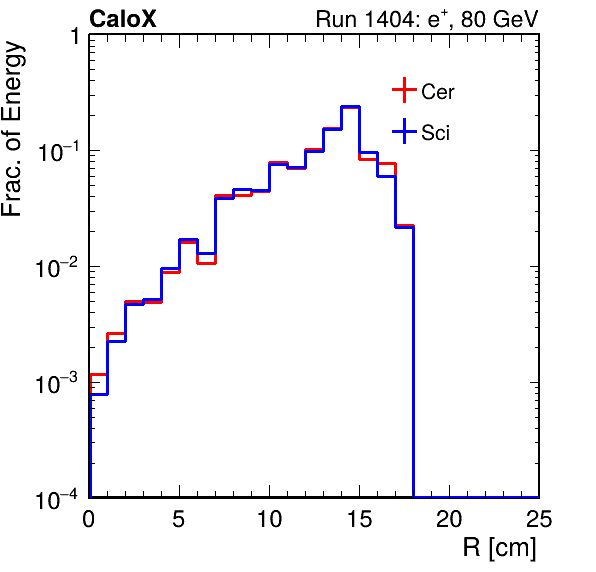 CaloX Run 1404: e⁺, 80 GeV
Frac. of Energy
1
10⁻¹
10⁻²
10⁻³
10⁻⁴
Cer
Sci
0 5 10 15 20 25
R [cm]